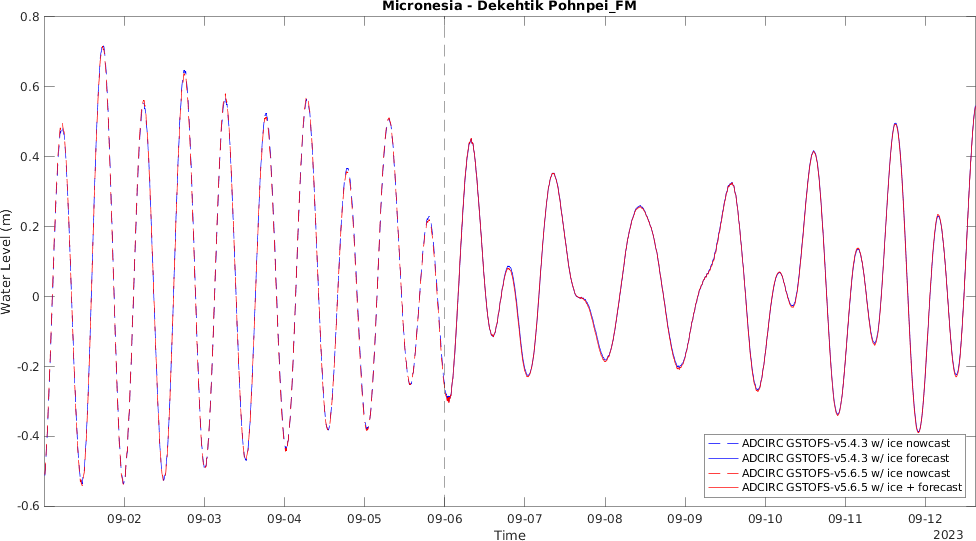 Micronesia - Dekehtik Pohnpei_FM
0.8
0.6
0.4
0.2
0
-0.2
-0.4
-0.6
Water Level (m)
ADCIRC GSTOFS-v5.4.3 w/ ice nowcast
ADCIRC GSTOFS-v5.4.3 w/ ice forecast
ADCIRC GSTOFS-v5.6.5 w/ ice nowcast
ADCIRC GSTOFS-v5.6.5 w/ ice + forecast
09-02 09-03 09-04 09-05 09-06 09-07 09-08 09-09 09-10 09-11 09-12
Time
2023